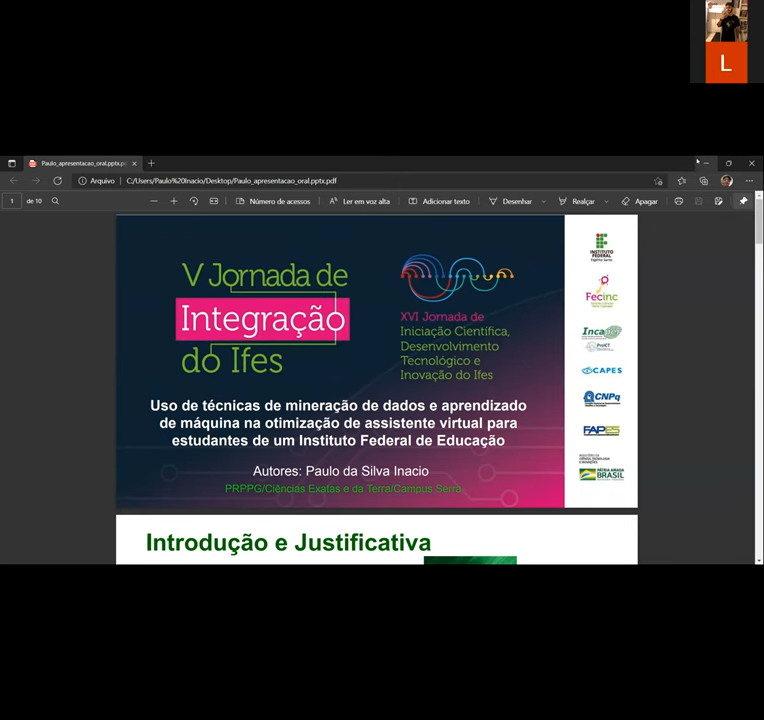 L
Paulo_apresentacao_oral.pptx.p
Arquivo
C:/Users/Paulo%20Inacio/Desktop/Paulo_apresentacao_oral.pptx.pdf
1 de 10
Número de acessos
Ler em voz alta
Adicionar texto
Desenhar
Realçar
Apagar
V Jornada de
Integração
do Ifes
XVI Jornada de
Iniciação Científica,
Desenvolvimento
Tecnológico e
Inovação do Ifes
Uso de técnicas de mineração de dados e aprendizado
de máquina na otimização de assistente virtual para
estudantes de um Instituto Federal de Educação
Autores: Paulo da Silva Inacio
PRPPG/Ciências Exatas e da Terra/Campus Serra
INSTITUTO
FEDERAL
Espírito Santo
Fecinc
Incaper
CAPES
CNPq
FAPES
PÁTRIA AMADA
BRASIL
Introdução e Justificativa